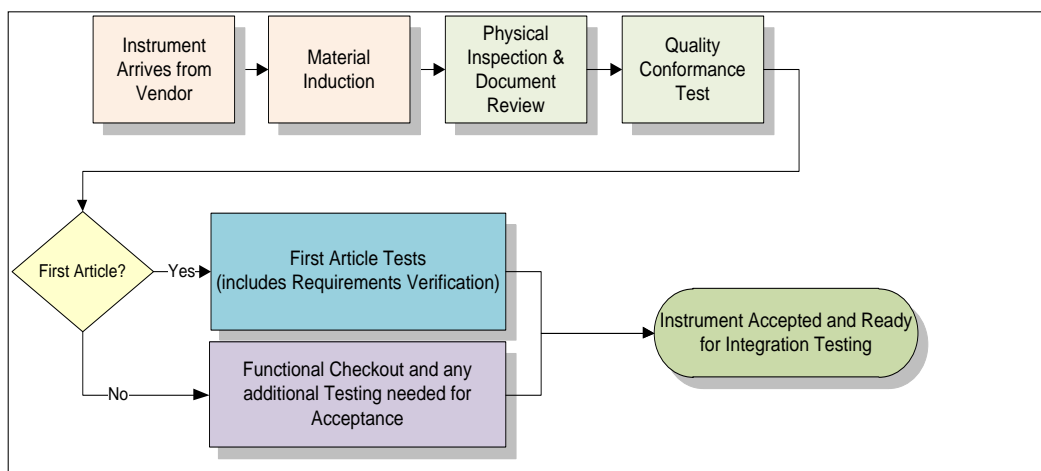 Instrument
Arrives from
Vendor
Material
Induction
Physical
Inspection &
Document
Review
Quality
Conformance
Test
First Article?
Yes
First Article Tests
(includes Requirements Verification)
No
Functional Checkout and any
additional Testing needed for
Acceptance
Instrument Accepted and Ready
for Integration Testing